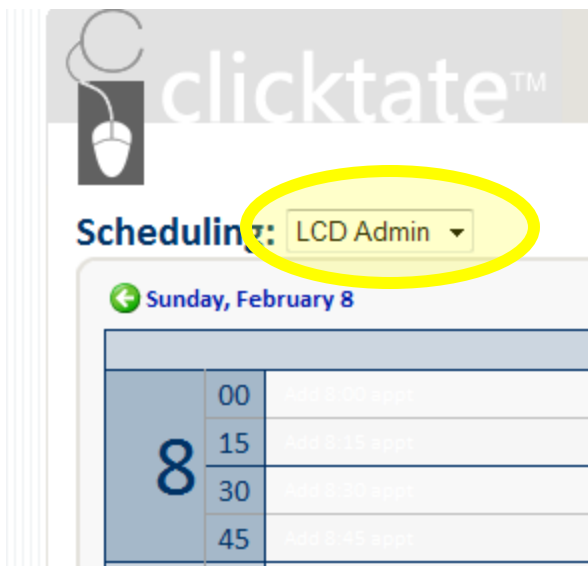 clicktate™
Scheduling: LCD Admin
Sunday, February 8
8
00 Add 8:00 appt
15 Add 8:15 appt
30 Add 8:30 appt
45 Add 8:45 appt